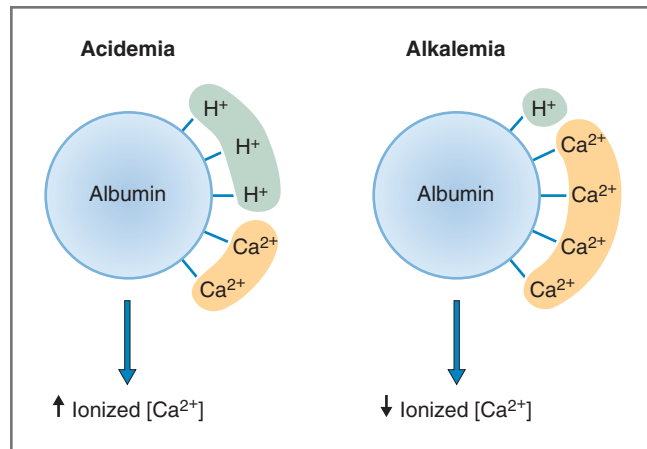 Acidemia
Albumin
H⁺
H⁺
H⁺
Ca²⁺
Ca²⁺
↑ Ionized [Ca²⁺]
Alkalemia
Albumin
H⁺
Ca²⁺
Ca²⁺
Ca²⁺
Ca²⁺
↓ Ionized [Ca²⁺]